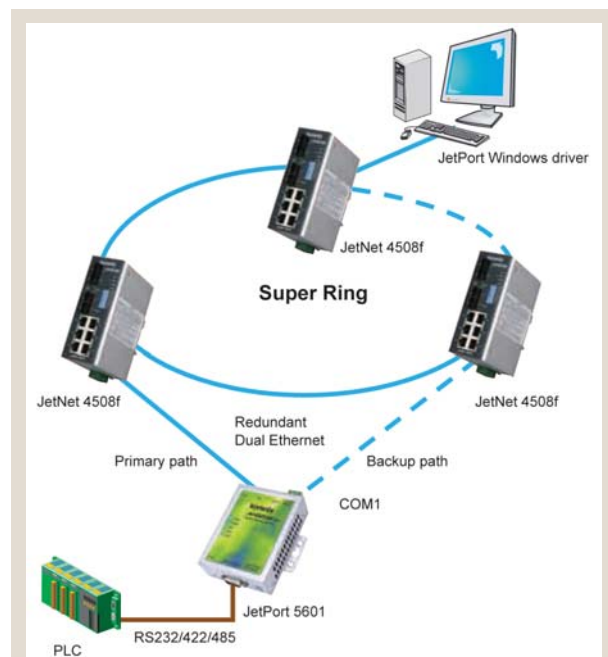 JetPort Windows driver
JetNet 4508f
Super Ring
JetNet 4508f
JetNet 4508f
Redundant
Dual Ethernet
Primary path
Backup path
COM1
JetPort 5601
RS232/422/485
PLC